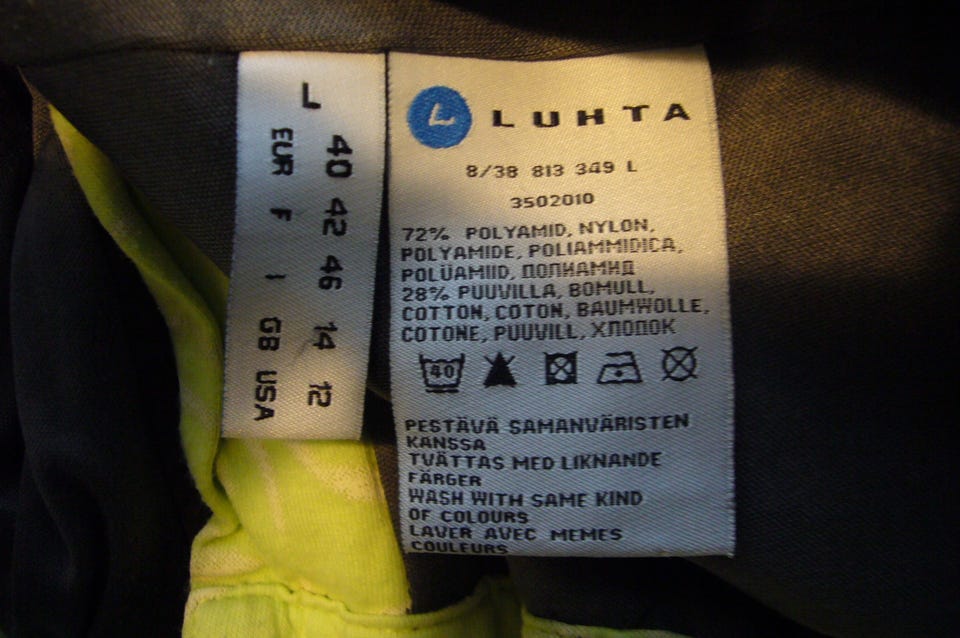 L
EUR 40
F 42
I 46
GB 14
USA 12
L LUHTA
8/38 813 349 L
3502010
72% POLYAMID, NYLON,
POLYAMIDE, POLIAMMIDICA,
POLÜAMIID, ПОЛИАМИД
28% PUUVILLA, BOMULL,
COTTON, COTON, BAUMWOLLE,
COTONE, PUUVILL, ХЛОПОК
40
PESTÄVÄ SAMANVÄRISTEN
KANSSA
TVÄTTAS MED LIKNANDE
FÄRGER
WASH WITH SAME KIND
OF COLOURS
LAVER AVEC MEMES
COULEURS